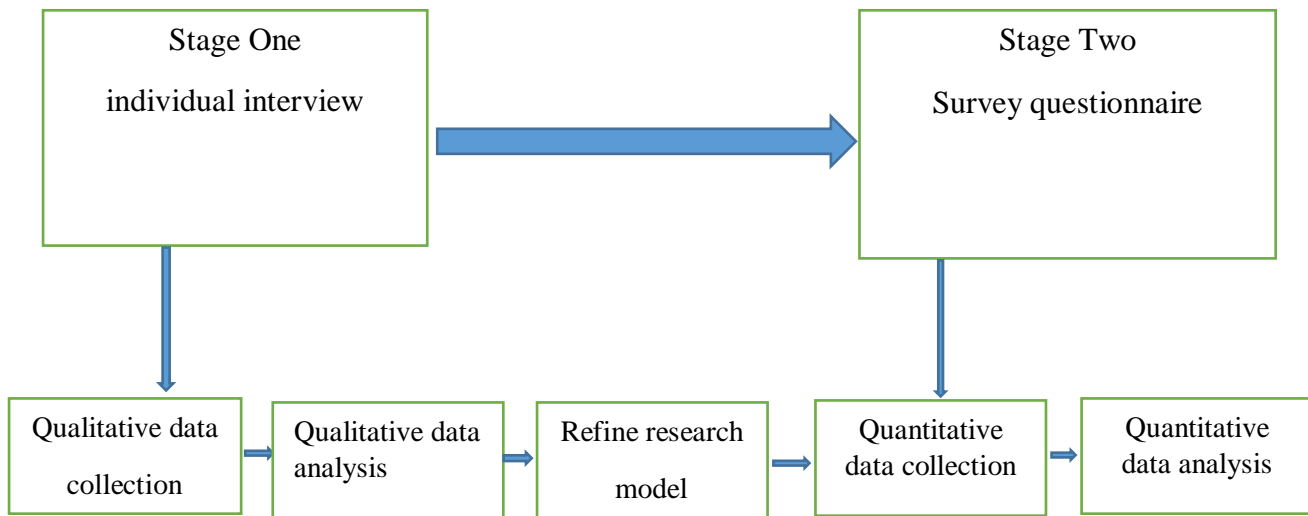 Stage One
individual interview
Stage Two
Survey questionnaire
Qualitative data
collection
Qualitative data
analysis
Refine research
model
Quantitative
data collection
Quantitative
data analysis